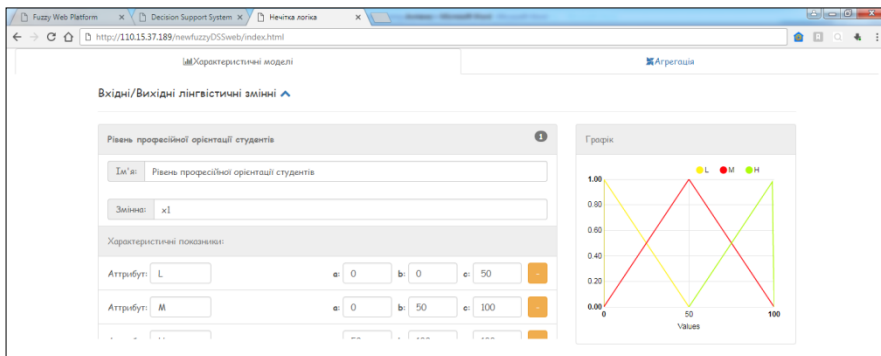 Fuzzy Web Platform
Decision Support System
Нечітка логіка
http://110.15.37.189/newfuzzyDSSweb/index.html
Характеристичні моделі
Агрегація
Вхідні/Вихідні лінгвістичні змінні
Рівень професійної орієнтації студентів 1
Ім'я: Рівень професійної орієнтації студентів
Змінна: x1
Характеристичні показники:
Аттрибут: L a: 0 b: 0 c: 50 -
Аттрибут: M a: 0 b: 50 c: 100 -
Графік
L M H
1.00
0.80
0.60
0.40
0.20
0.00
0 50 100
Values